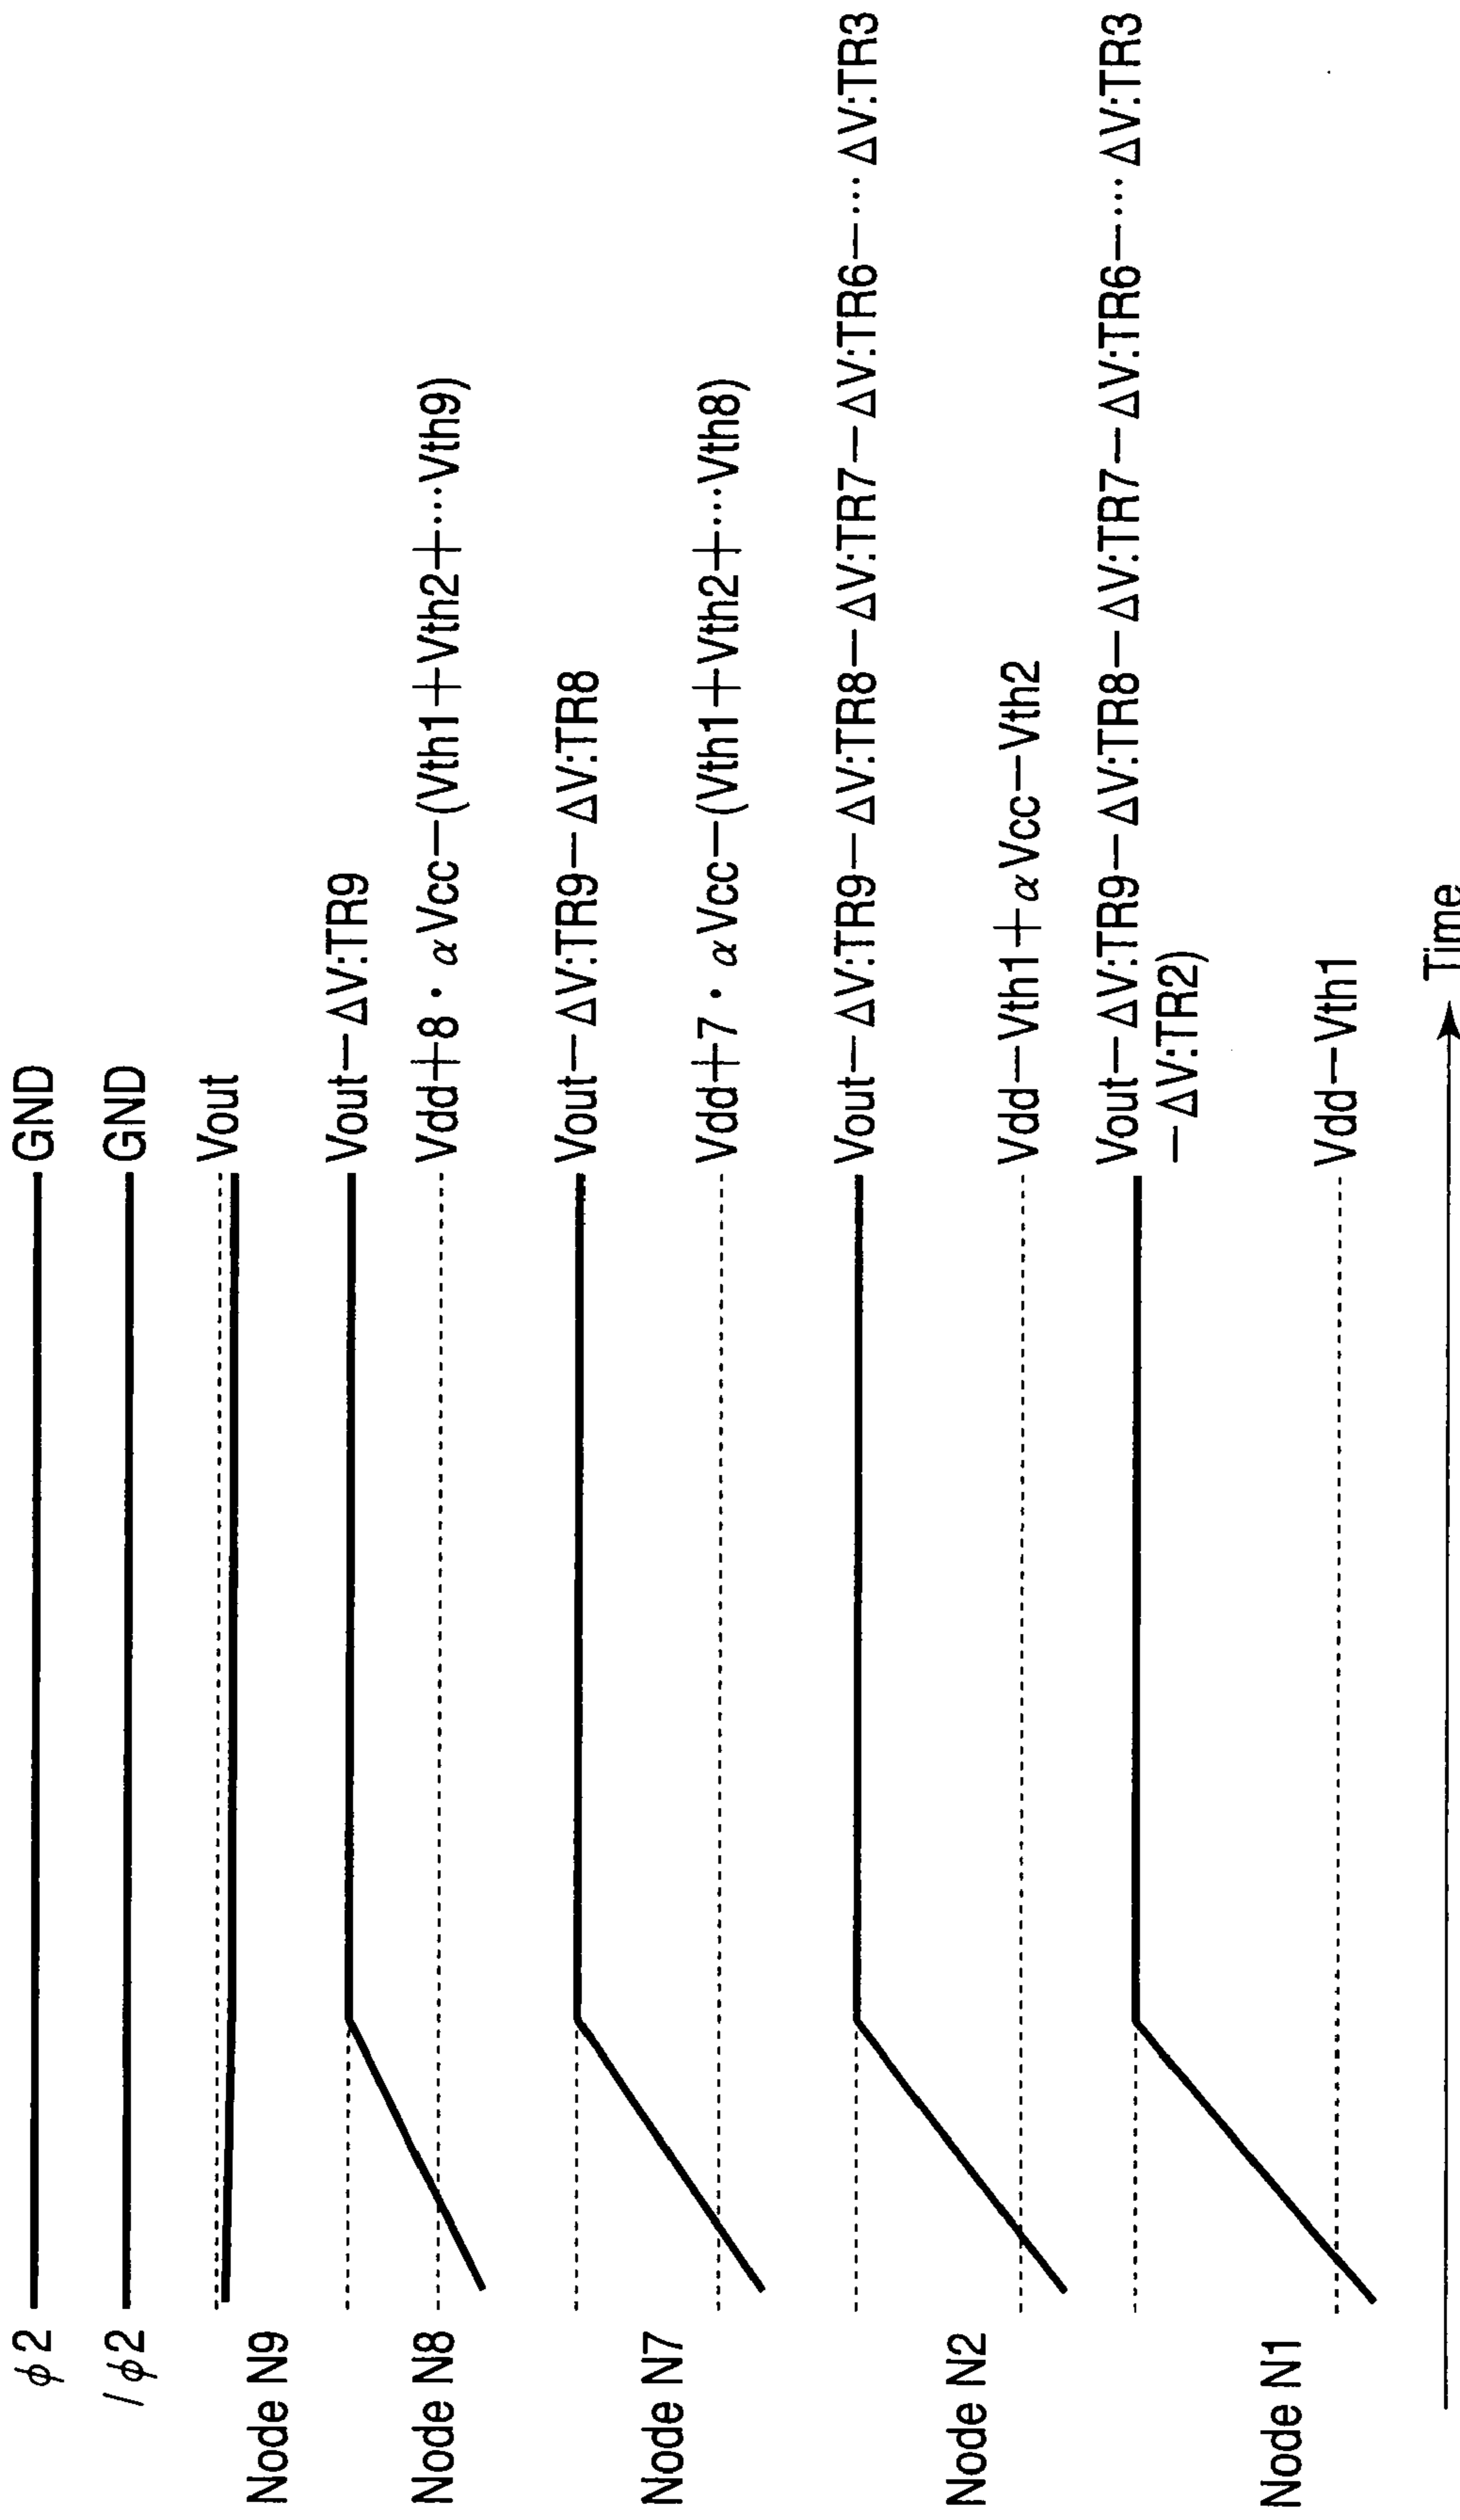 φ2 GND
/φ2 GND
Vout
Node N9
Vout−ΔV:TR9
Node N8
Vdd+8・αVcc−(Vth1+Vth2+…Vth9)
Vout−ΔV:TR9−ΔV:TR8
Node N7
Vdd+7・αVcc−(Vth1+Vth2+…Vth8)
Vout−ΔV:TR9−ΔV:TR8−ΔV:TR7−ΔV:TR6−…ΔV:TR3
Node N2
Vdd−Vth1+αVcc−Vth2
Vout−ΔV:TR9−ΔV:TR8−ΔV:TR7−ΔV:TR6−…ΔV:TR3
−ΔV:TR2)
Node N1
Vdd−Vth1
Time